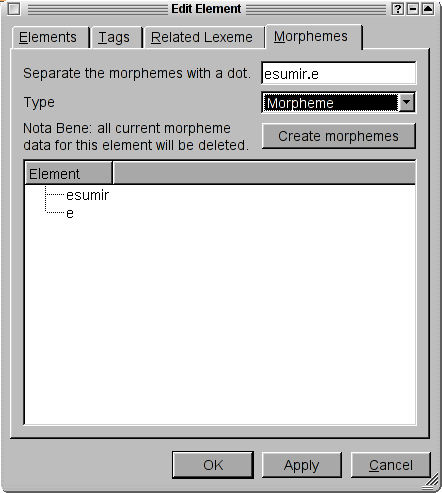 Edit Element
Elements Tags Related Lexeme Morphemes
Separate the morphemes with a dot. esumir.e
Type Morpheme
Nota Bene: all current morpheme
data for this element will be deleted. Create morphemes
Element
esumir
e
OK Apply Cancel